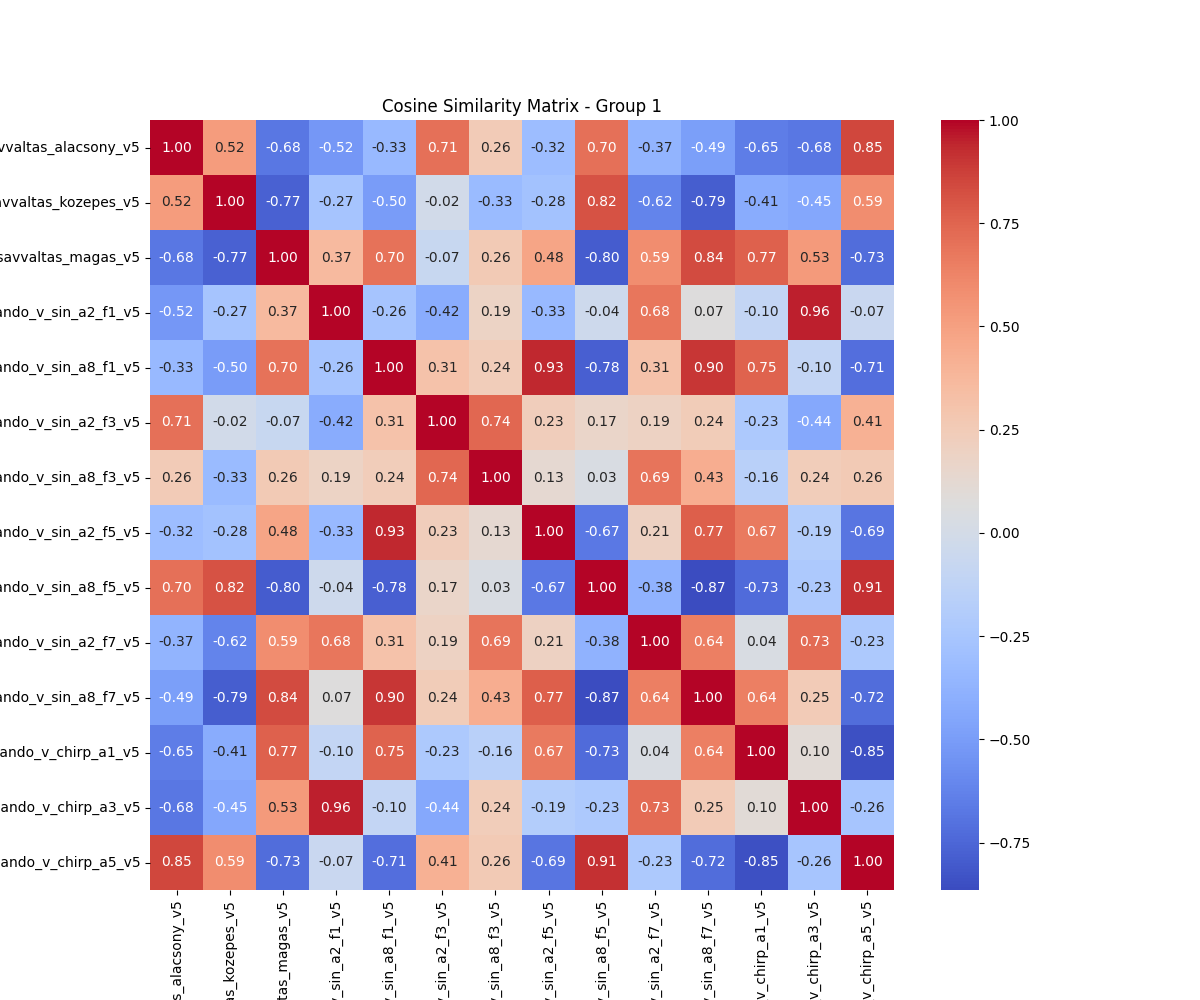 Cosine Similarity Matrix - Group 1
vvaltas_alacsony_v5 1.00 0.52 -0.68 -0.52 -0.33 0.71 0.26 -0.32 0.70 -0.37 -0.49 -0.65 -0.68 0.85
avvaltas_kozepes_v5 0.52 1.00 -0.77 -0.27 -0.50 -0.02 -0.33 -0.28 0.82 -0.62 -0.79 -0.41 -0.45 0.59
savvaltas_magas_v5 -0.68 -0.77 1.00 0.37 0.70 -0.07 0.26 0.48 -0.80 0.59 0.84 0.77 0.53 -0.73
ando_v_sin_a2_f1_v5 -0.52 -0.27 0.37 1.00 -0.26 -0.42 0.19 -0.33 -0.04 0.68 0.07 -0.10 0.96 -0.07
ando_v_sin_a8_f1_v5 -0.33 -0.50 0.70 -0.26 1.00 0.31 0.24 0.93 -0.78 0.31 0.90 0.75 -0.10 -0.71
ando_v_sin_a2_f3_v5 0.71 -0.02 -0.07 -0.42 0.31 1.00 0.74 0.23 0.17 0.19 0.24 -0.23 -0.44 0.41
ando_v_sin_a8_f3_v5 0.26 -0.33 0.26 0.19 0.24 0.74 1.00 0.13 0.03 0.69 0.43 -0.16 0.24 0.26
ando_v_sin_a2_f5_v5 -0.32 -0.28 0.48 -0.33 0.93 0.23 0.13 1.00 -0.67 0.21 0.77 0.67 -0.19 -0.69
ando_v_sin_a8_f5_v5 0.70 0.82 -0.80 -0.04 -0.78 0.17 0.03 -0.67 1.00 -0.38 -0.87 -0.73 -0.23 0.91
ando_v_sin_a2_f7_v5 -0.37 -0.62 0.59 0.68 0.31 0.19 0.69 0.21 -0.38 1.00 0.64 0.04 0.73 -0.23
ando_v_sin_a8_f7_v5 -0.49 -0.79 0.84 0.07 0.90 0.24 0.43 0.77 -0.87 0.64 1.00 0.64 0.25 -0.72
ando_v_chirp_a1_v5 -0.65 -0.41 0.77 -0.10 0.75 -0.23 -0.16 0.67 -0.73 0.04 0.64 1.00 0.10 -0.85
ando_v_chirp_a3_v5 -0.68 -0.45 0.53 0.96 -0.10 -0.44 0.24 -0.19 -0.23 0.73 0.25 0.10 1.00 -0.26
ando_v_chirp_a5_v5 0.85 0.59 -0.73 -0.07 -0.71 0.41 0.26 -0.69 0.91 -0.23 -0.72 -0.85 -0.26 1.00
s_alacsony_v5
as_kozepes_v5
tas_magas_v5
v_sin_a2_f1_v5
v_sin_a8_f1_v5
v_sin_a2_f3_v5
v_sin_a8_f3_v5
v_sin_a2_f5_v5
v_sin_a8_f5_v5
v_sin_a2_f7_v5
v_sin_a8_f7_v5
v_chirp_a1_v5
v_chirp_a3_v5
v_chirp_a5_v5
1.00
0.75
0.50
0.25
0.00
−0.25
−0.50
−0.75